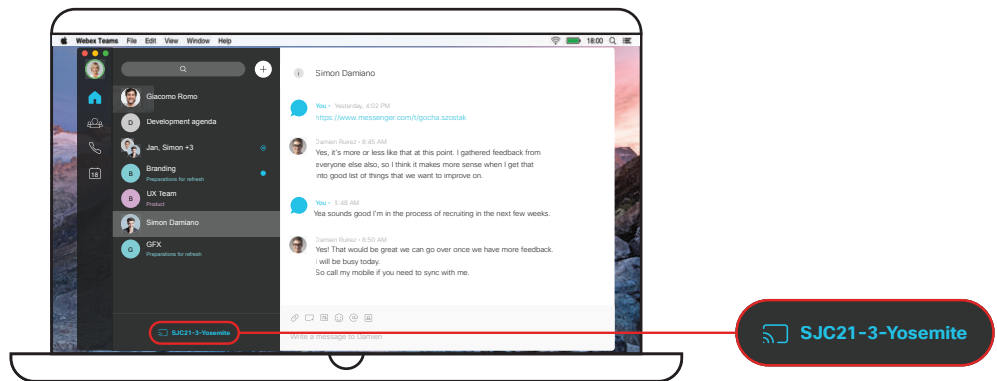 Webex Teams File Edit View Window Help
18:00
Simon Damiano
Giacomo Romo
D Development agenda
Jan, Simon +3
B Branding
Preparations for refresh
B UX Team
Product
Simon Damiano
G GFX
Preparations for refresh
18
SJC21-3-Yosemite
You • Yesterday, 4:02 PM
https://www.messenger.com/t/gocha.szostak
Damien Runez • 8:45 AM
Yes, it's more or less like that at this point. I gathered feedback from
everyone else also, so I think it makes more sense when I get that
into good list of things that we want to improve on.
You • 8:48 AM
Yea sounds good I'm in the process of recruiting in the next few weeks.
Damien Runez • 8:50 AM
Yes! That would be great we can go over once we have more feedback.
I will be busy today.
So call my mobile if you need to sync with me.
Write a message to Damien
SJC21-3-Yosemite